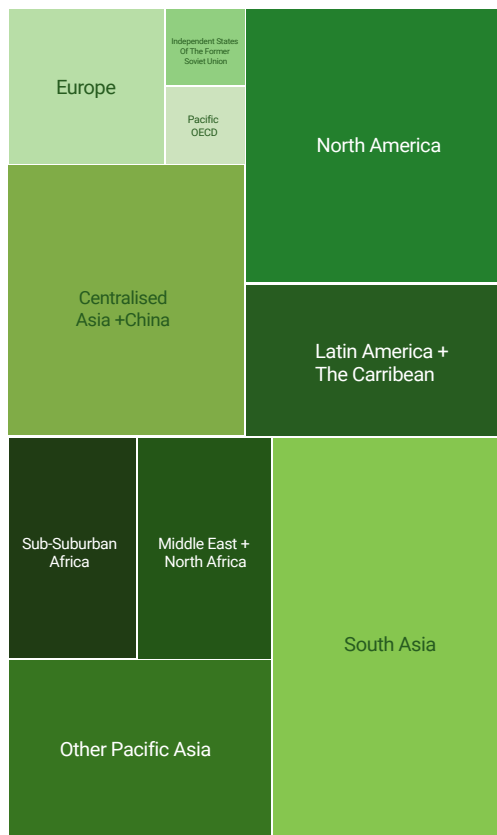 Independent States
Of The Former
Soviet Union
Europe
Pacific
OECD
North America
Centralised
Asia +China
Latin America +
The Carribean
Sub-Suburban
Africa
Middle East +
North Africa
South Asia
Other Pacific Asia